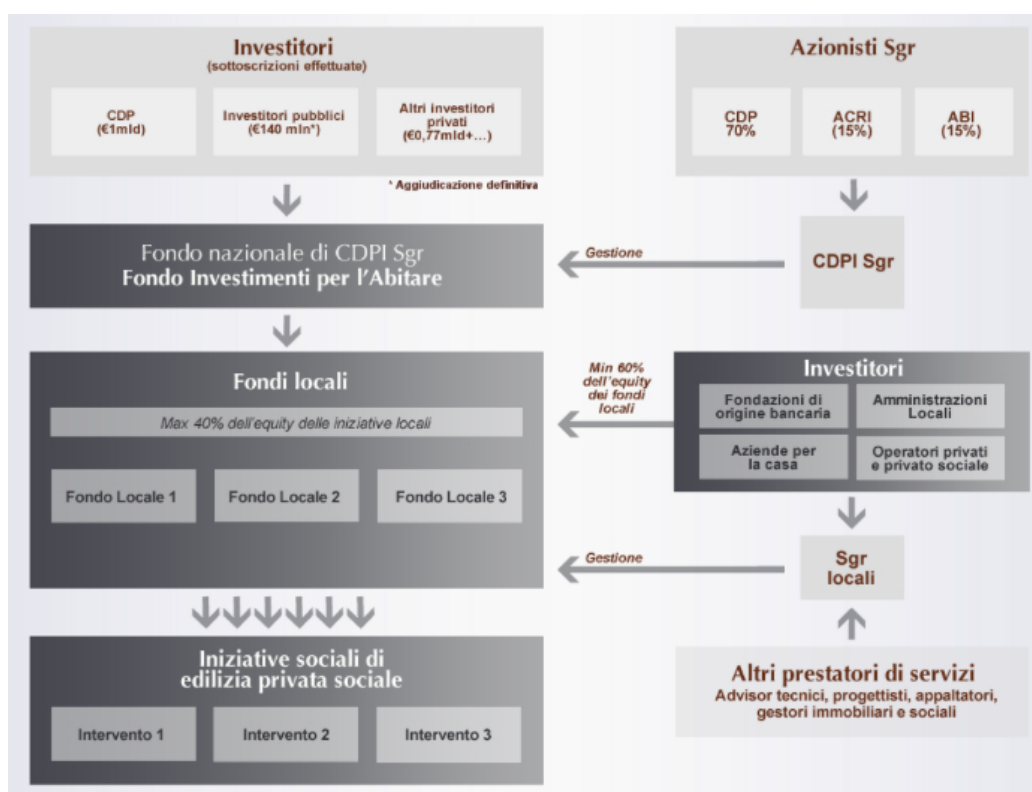 Investitori
(sottoscrizioni effettuate)
CDP
(€1mld)
Investitori pubblici
(€140 mln*)
Altri investitori
privati
(€0,77mld+...)
* Aggiudicazione definitiva
Azionisti Sgr
CDP
70%
ACRI
(15%)
ABI
(15%)
Fondo nazionale di CDPI Sgr
Fondo Investimenti per l'Abitare
Gestione
CDPI Sgr
Fondi locali
Max 40% dell'equity delle iniziative locali
Fondo Locale 1
Fondo Locale 2
Fondo Locale 3
Min 60%
dell'equity
dei fondi
locali
Investitori
Fondazioni di
origine bancaria
Amministrazioni
Locali
Aziende per
la casa
Operatori privati
e privato sociale
Gestione
Sgr
locali
Iniziative sociali di
edilizia privata sociale
Intervento 1
Intervento 2
Intervento 3
Altri prestatori di servizi
Advisor tecnici, progettisti, appaltatori,
gestori immobiliari e sociali